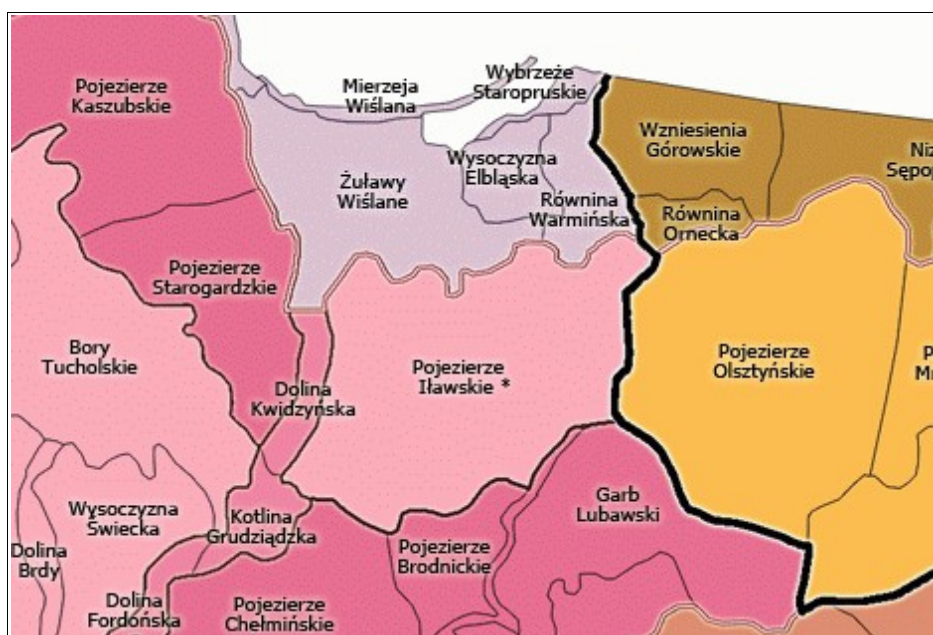 Pojezierze
Kaszubskie
Mierzeja
Wiślana
Wybrzeże
Staropruskie
Wzniesienia
Górowskie
Żuławy
Wiślane
Wysoczyzna
Elbląska
Równina
Warmińska
Równina
Ornecka
Pojezierze
Starogardzkie
Bory
Tucholskie
Dolina
Kwidzyńska
Pojezierze
Iławskie *
Pojezierze
Olsztyńskie
Wysoczyzna
Świecka
Dolina
Brdy
Kotlina
Grudziądzka
Dolina
Fordońska
Pojezierze
Brodnickie
Garb
Lubawski
Pojezierze
Chełmińskie